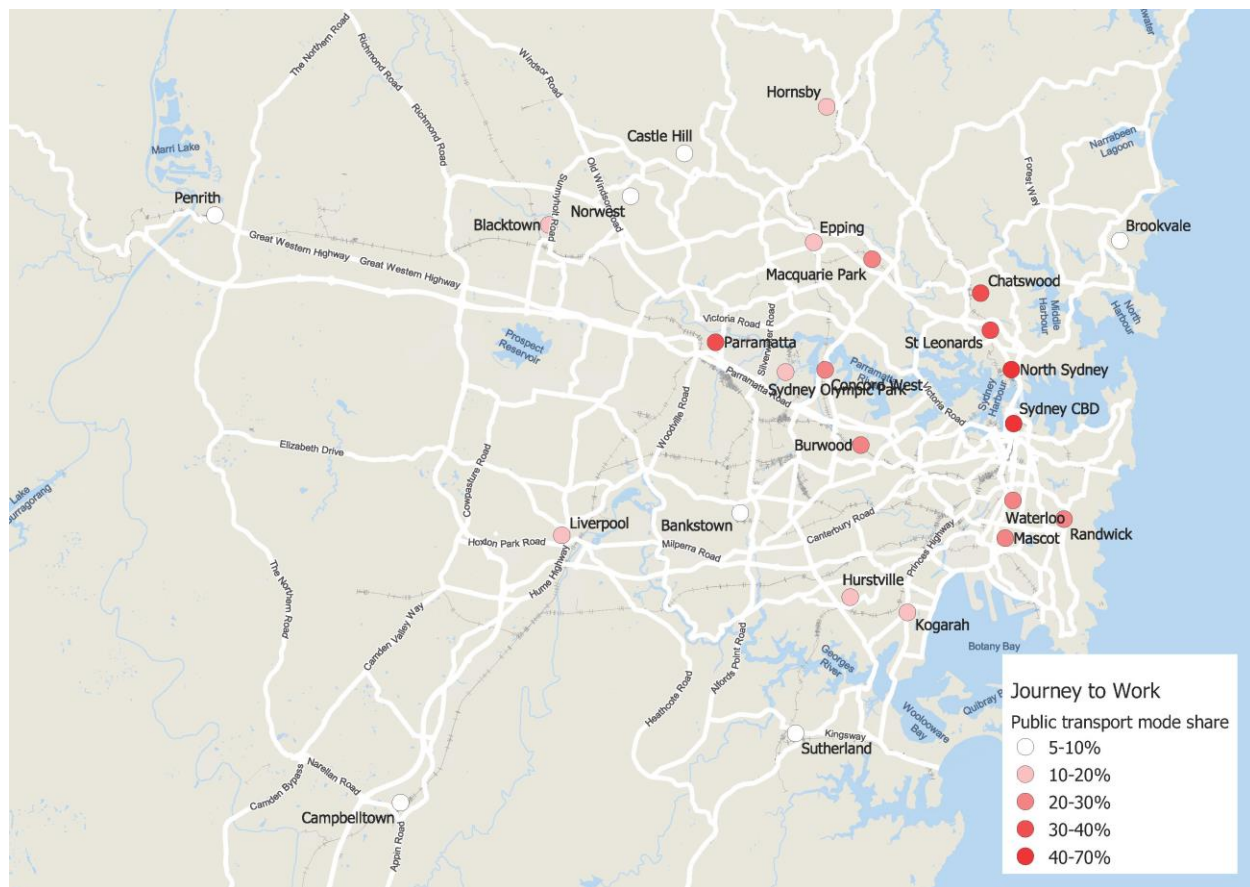 The Northern Road
Richmond Road
Windsor Road
Hornsby
Richmond Road
Castle Hill
Marri Lake
Narrabeen
Lagoon
Old Windsor Road
Sunnyholt Road
Forest Way
Penrith
Norwest
Blacktown
Epping
Brookvale
Great Western Highway
Great Western Highway
Macquarie Park
Chatswood
Middle
Harbour
North
Harbour
Victoria Road
Silverwater Road
Prospect
Reservoir
Parramatta
St Leonards
Parramatta
River
Concord West
North Sydney
Sydney Olympic Park
Parramatta Road
Victoria Road
Sydney
Harbour
Sydney CBD
Woodville Road
Burwood
Elizabeth Drive
Cowpasture Road
Lake
Burragorang
Liverpool
Bankstown
Canterbury Road
Waterloo
Randwick
Mascot
Hoxton Park Road
Milperra Road
Princes Highway
Hume Highway
Hurstville
Kogarah
The Northern Road
Camden Valley Way
Alfords Point Road
Heathcote Road
Georges
River
Botany Bay
Quibray B
Woolooware
Bay
Kingsway
Sutherland
Narellan Road
Camden Bypass
Campbelltown
Appin Road
Journey to Work
Public transport mode share
5-10%
10-20%
20-30%
30-40%
40-70%